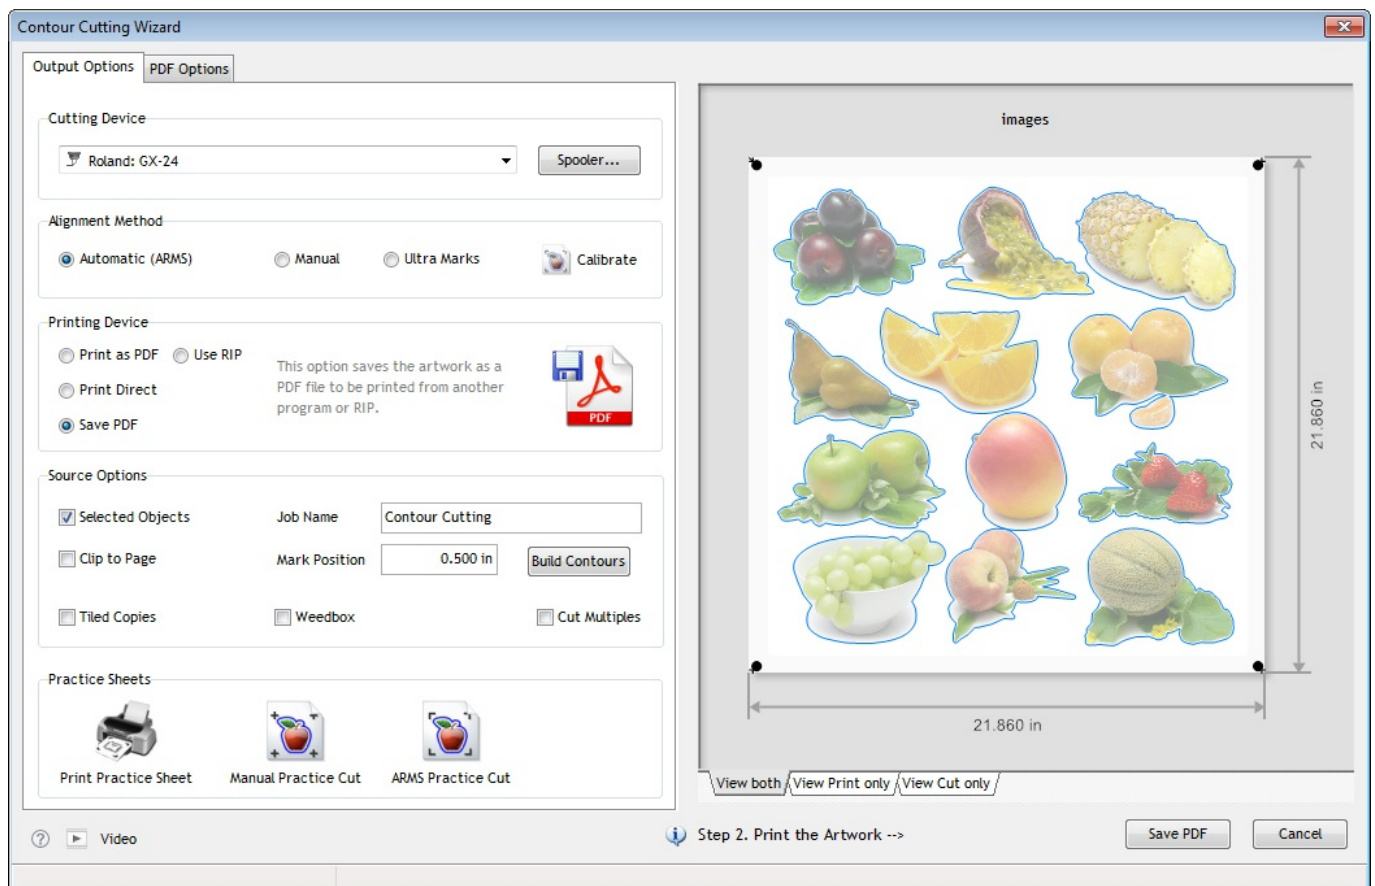 Contour Cutting Wizard
Output Options
PDF Options
Cutting Device
Roland: GX-24
Spooler...
Alignment Method
Automatic (ARMS)
Manual
Ultra Marks
Calibrate
Printing Device
Print as PDF
Use RIP
Print Direct
Save PDF
This option saves the artwork as a
PDF file to be printed from another
program or RIP.
PDF
Source Options
Selected Objects
Job Name
Contour Cutting
Clip to Page
Mark Position
0.500 in
Build Contours
Tiled Copies
Weedbox
Cut Multiples
Practice Sheets
Print Practice Sheet
Manual Practice Cut
ARMS Practice Cut
images
21.860 in
21.860 in
View both
View Print only
View Cut only
? Video
Step 2. Print the Artwork -->
Save PDF
Cancel